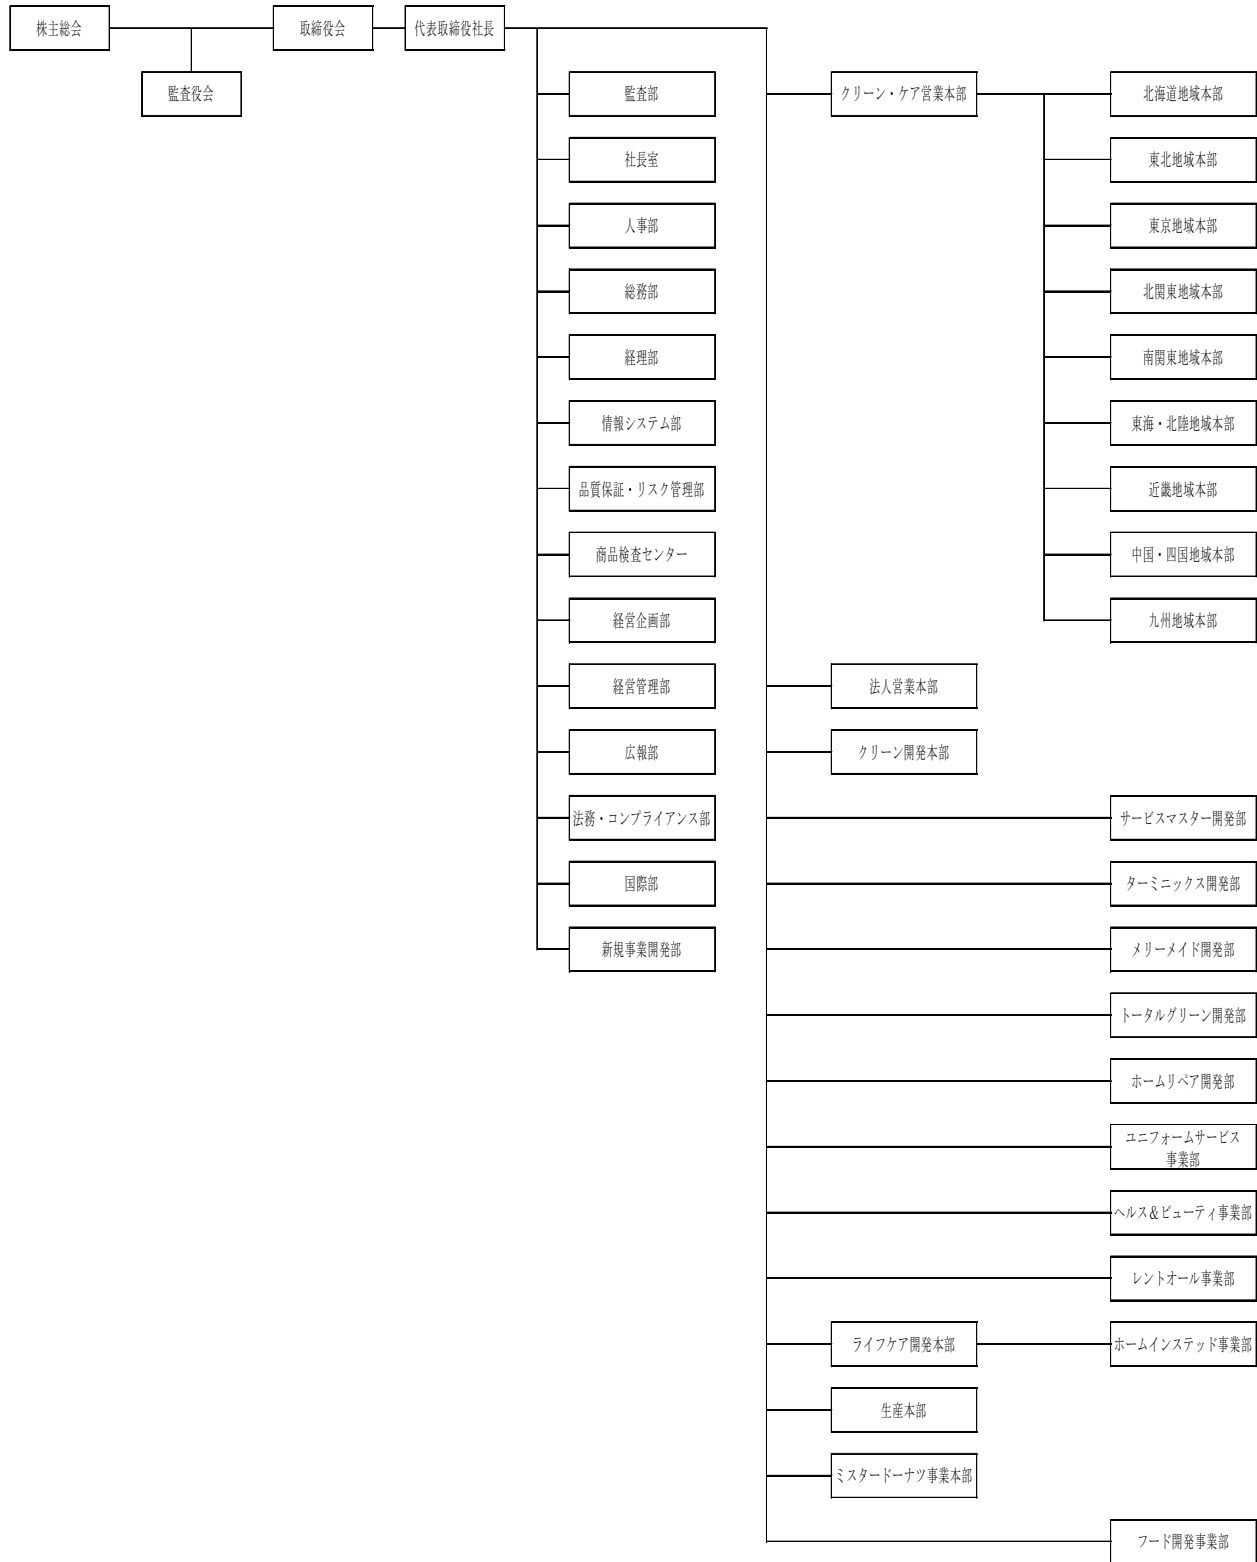 株主総会
取締役会
代表取締役社長
監査役会
監査部
社長室
人事部
総務部
経理部
情報システム部
品質保証・リスク管理部
商品検査センター
経営企画部
経営管理部
広報部
法務・コンプライアンス部
国際部
新規事業開発部
クリーン・ケア営業本部
北海道地域本部
東北地域本部
東京地域本部
北関東地域本部
南関東地域本部
東海・北陸地域本部
近畿地域本部
中国・四国地域本部
九州地域本部
法人営業本部
クリーン開発本部
サービスマスター開発部
ターミニックス開発部
メリーメイド開発部
トータルグリーン開発部
ホームリペア開発部
ユニフォームサービス
事業部
ヘルス＆ビューティ事業部
レントオール事業部
ライフケア開発本部
ホームインステッド事業部
生産本部
ミスタードーナツ事業本部
フード開発事業部